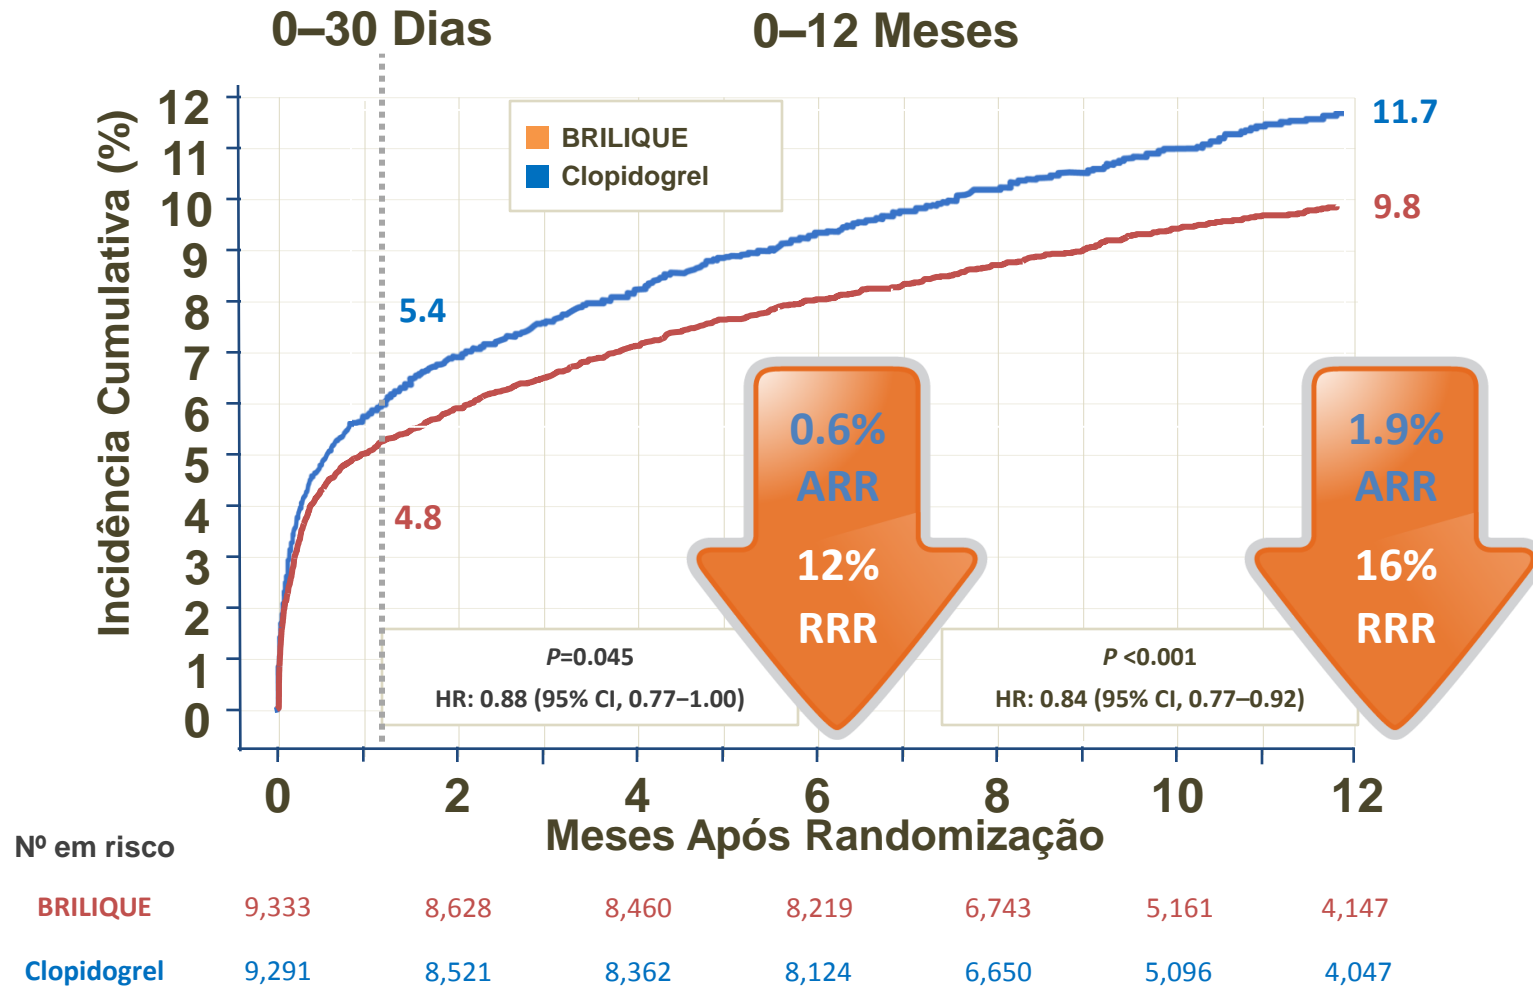 0–30 Dias
0–12 Meses
Incidência Cumulativa (%)
12
11
10
9
8
7
6
5
4
3
2
1
0
BRILIQUE
Clopidogrel
11.7
9.8
5.4
4.8
0.6%
ARR
12%
RRR
1.9%
ARR
16%
RRR
P=0.045
HR: 0.88 (95% CI, 0.77–1.00)
P <0.001
HR: 0.84 (95% CI, 0.77–0.92)
0 2 4 6 8 10 12
Meses Após Randomização
Nº em risco
BRILIQUE 9,333 8,628 8,460 8,219 6,743 5,161 4,147
Clopidogrel 9,291 8,521 8,362 8,124 6,650 5,096 4,047